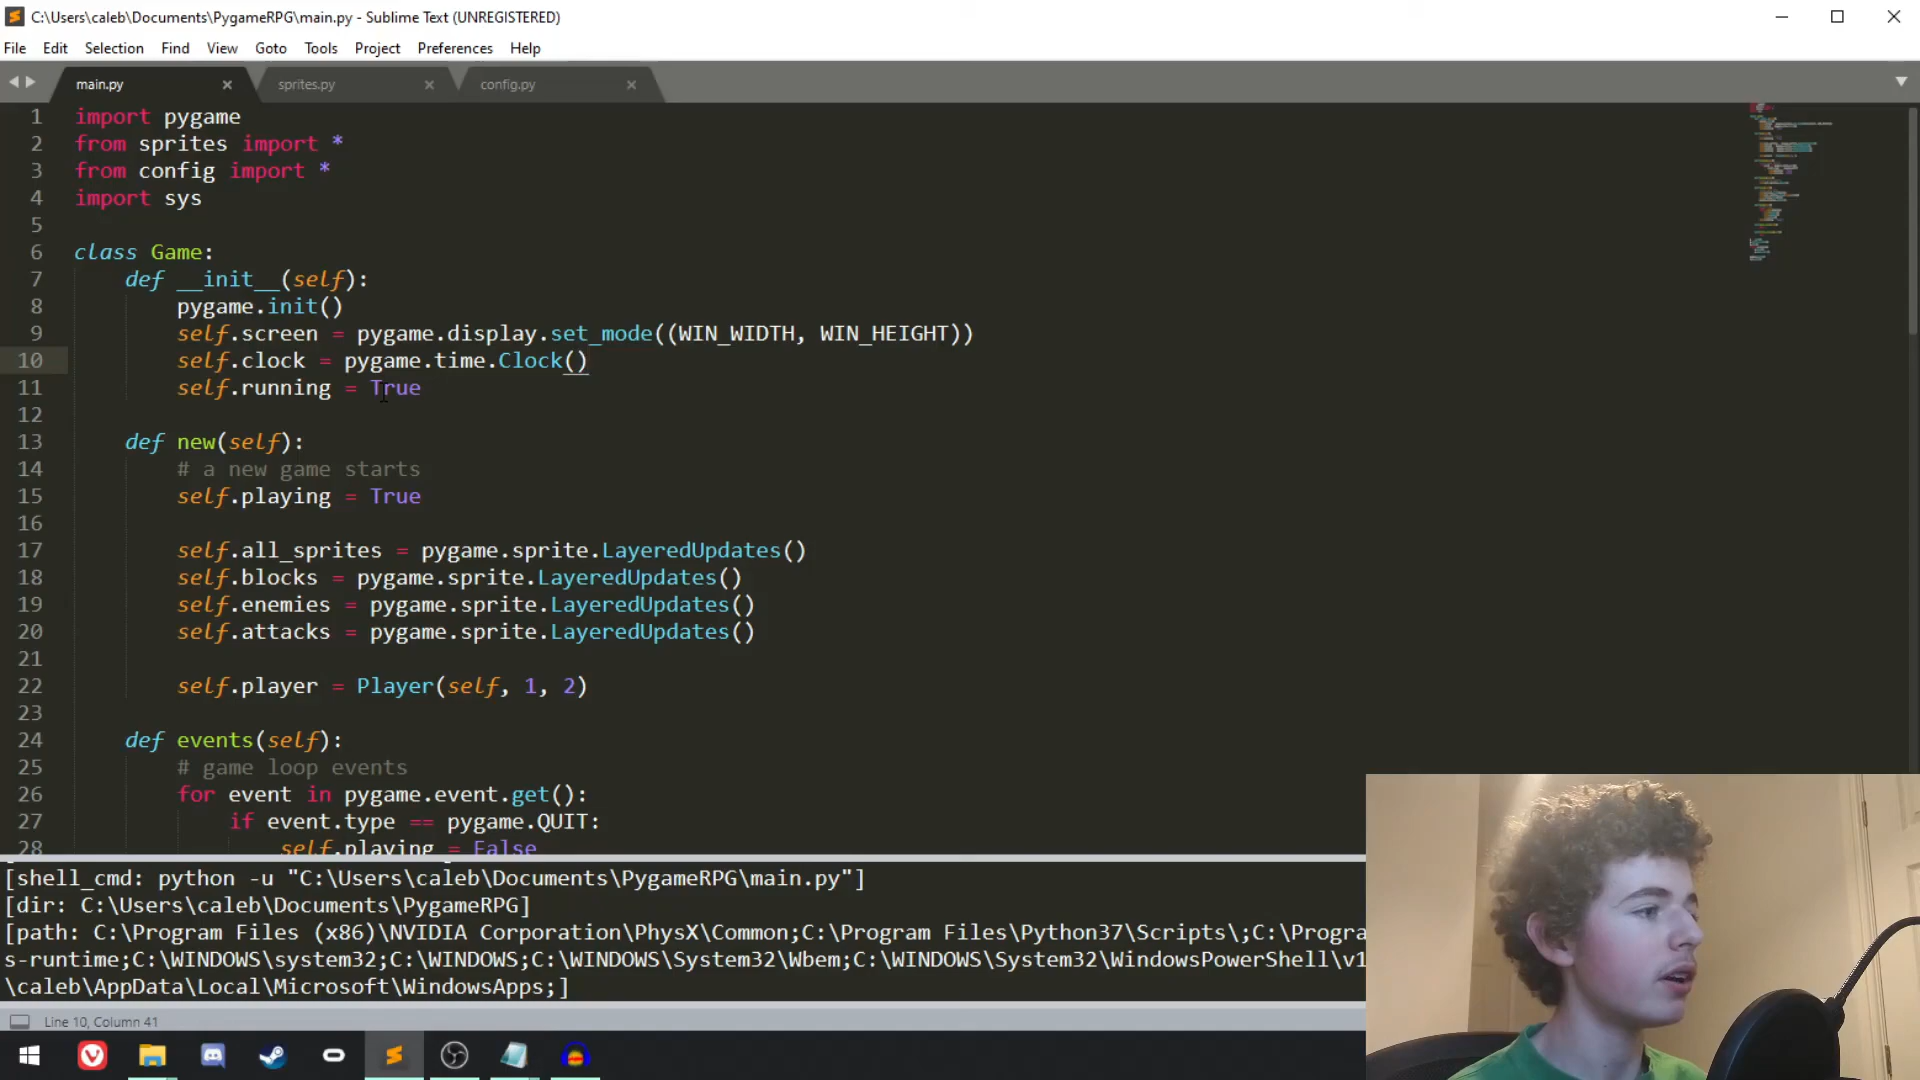 C:\Users\caleb\Documents\PygameRPG\main.py - Sublime Text (UNREGISTERED)
File Edit Selection Find View Goto Tools Project Preferences Help
main.py sprites.py config.py
1 import pygame
2 from sprites import *
3 from config import *
4 import sys
5
6 class Game:
7 def __init__(self):
8 pygame.init()
9 self.screen = pygame.display.set_mode((WIN_WIDTH, WIN_HEIGHT))
10 self.clock = pygame.time.Clock()
11 self.running = True
12
13 def new(self):
14 # a new game starts
15 self.playing = True
16
17 self.all_sprites = pygame.sprite.LayeredUpdates()
18 self.blocks = pygame.sprite.LayeredUpdates()
19 self.enemies = pygame.sprite.LayeredUpdates()
20 self.attacks = pygame.sprite.LayeredUpdates()
21
22 self.player = Player(self, 1, 2)
23
24 def events(self):
25 # game loop events
26 for event in pygame.event.get():
27 if event.type == pygame.QUIT:
28 self.playing = False
[shell_cmd: python -u "C:\Users\caleb\Documents\PygameRPG\main.py"]
[dir: C:\Users\caleb\Documents\PygameRPG]
[path: C:\Program Files (x86)\NVIDIA Corporation\PhysX\Common;C:\Program Files\Python37\Scripts\;C:\Progra
s-runtime;C:\WINDOWS\system32;C:\WINDOWS;C:\WINDOWS\System32\Wbem;C:\WINDOWS\System32\WindowsPowerShell\v1
\caleb\AppData\Local\Microsoft\WindowsApps;]
Line 10, Column 41